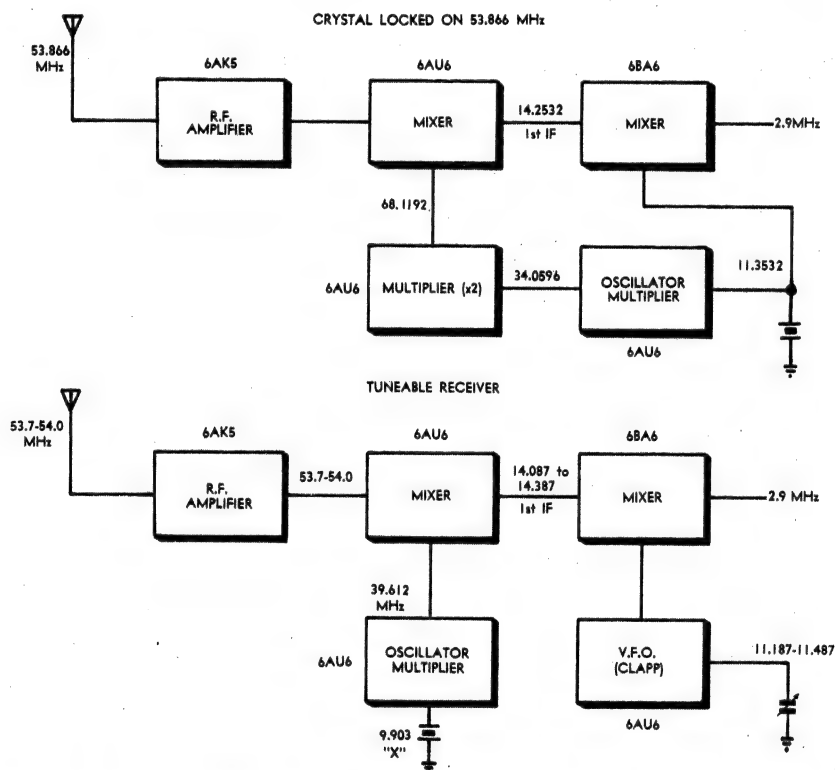 CRYSTAL LOCKED ON 53.866 MHz
53.866
MHz
6AK5
R.F.
AMPLIFIER
6AU6
MIXER
14.2532
1st IF
6BA6
MIXER
2.9MHz
68.1192
6AU6
MULTIPLIER (x2)
34.0596
OSCILLATOR
MULTIPLIER
6AU6
11.3532
TUNEABLE RECEIVER
53.7-54.0
MHz
6AK5
R.F.
AMPLIFIER
53.7-54.0
6AU6
MIXER
14.087 to
14.387
1st IF
6BA6
MIXER
2.9 MHz
39.612
MHz
6AU6
OSCILLATOR
MULTIPLIER
9.903
"X"
V.F.O.
(CLAPP)
6AU6
11.187-11.487